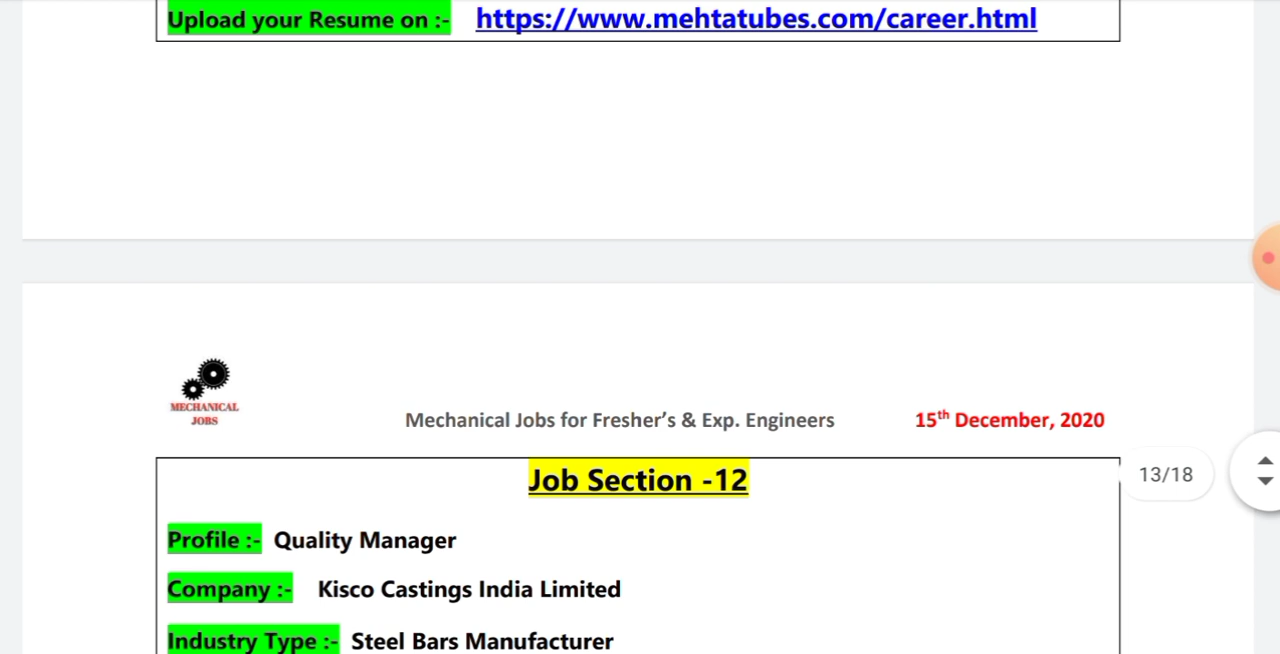 Upload your Resume on :- https://www.mehtatubes.com/career.html
MECHANICAL
JOBS
Mechanical Jobs for Fresher’s & Exp. Engineers 15th December, 2020
Job Section -12
13/18
Profile :- Quality Manager
Company :- Kisco Castings India Limited
Industry Type :- Steel Bars Manufacturer